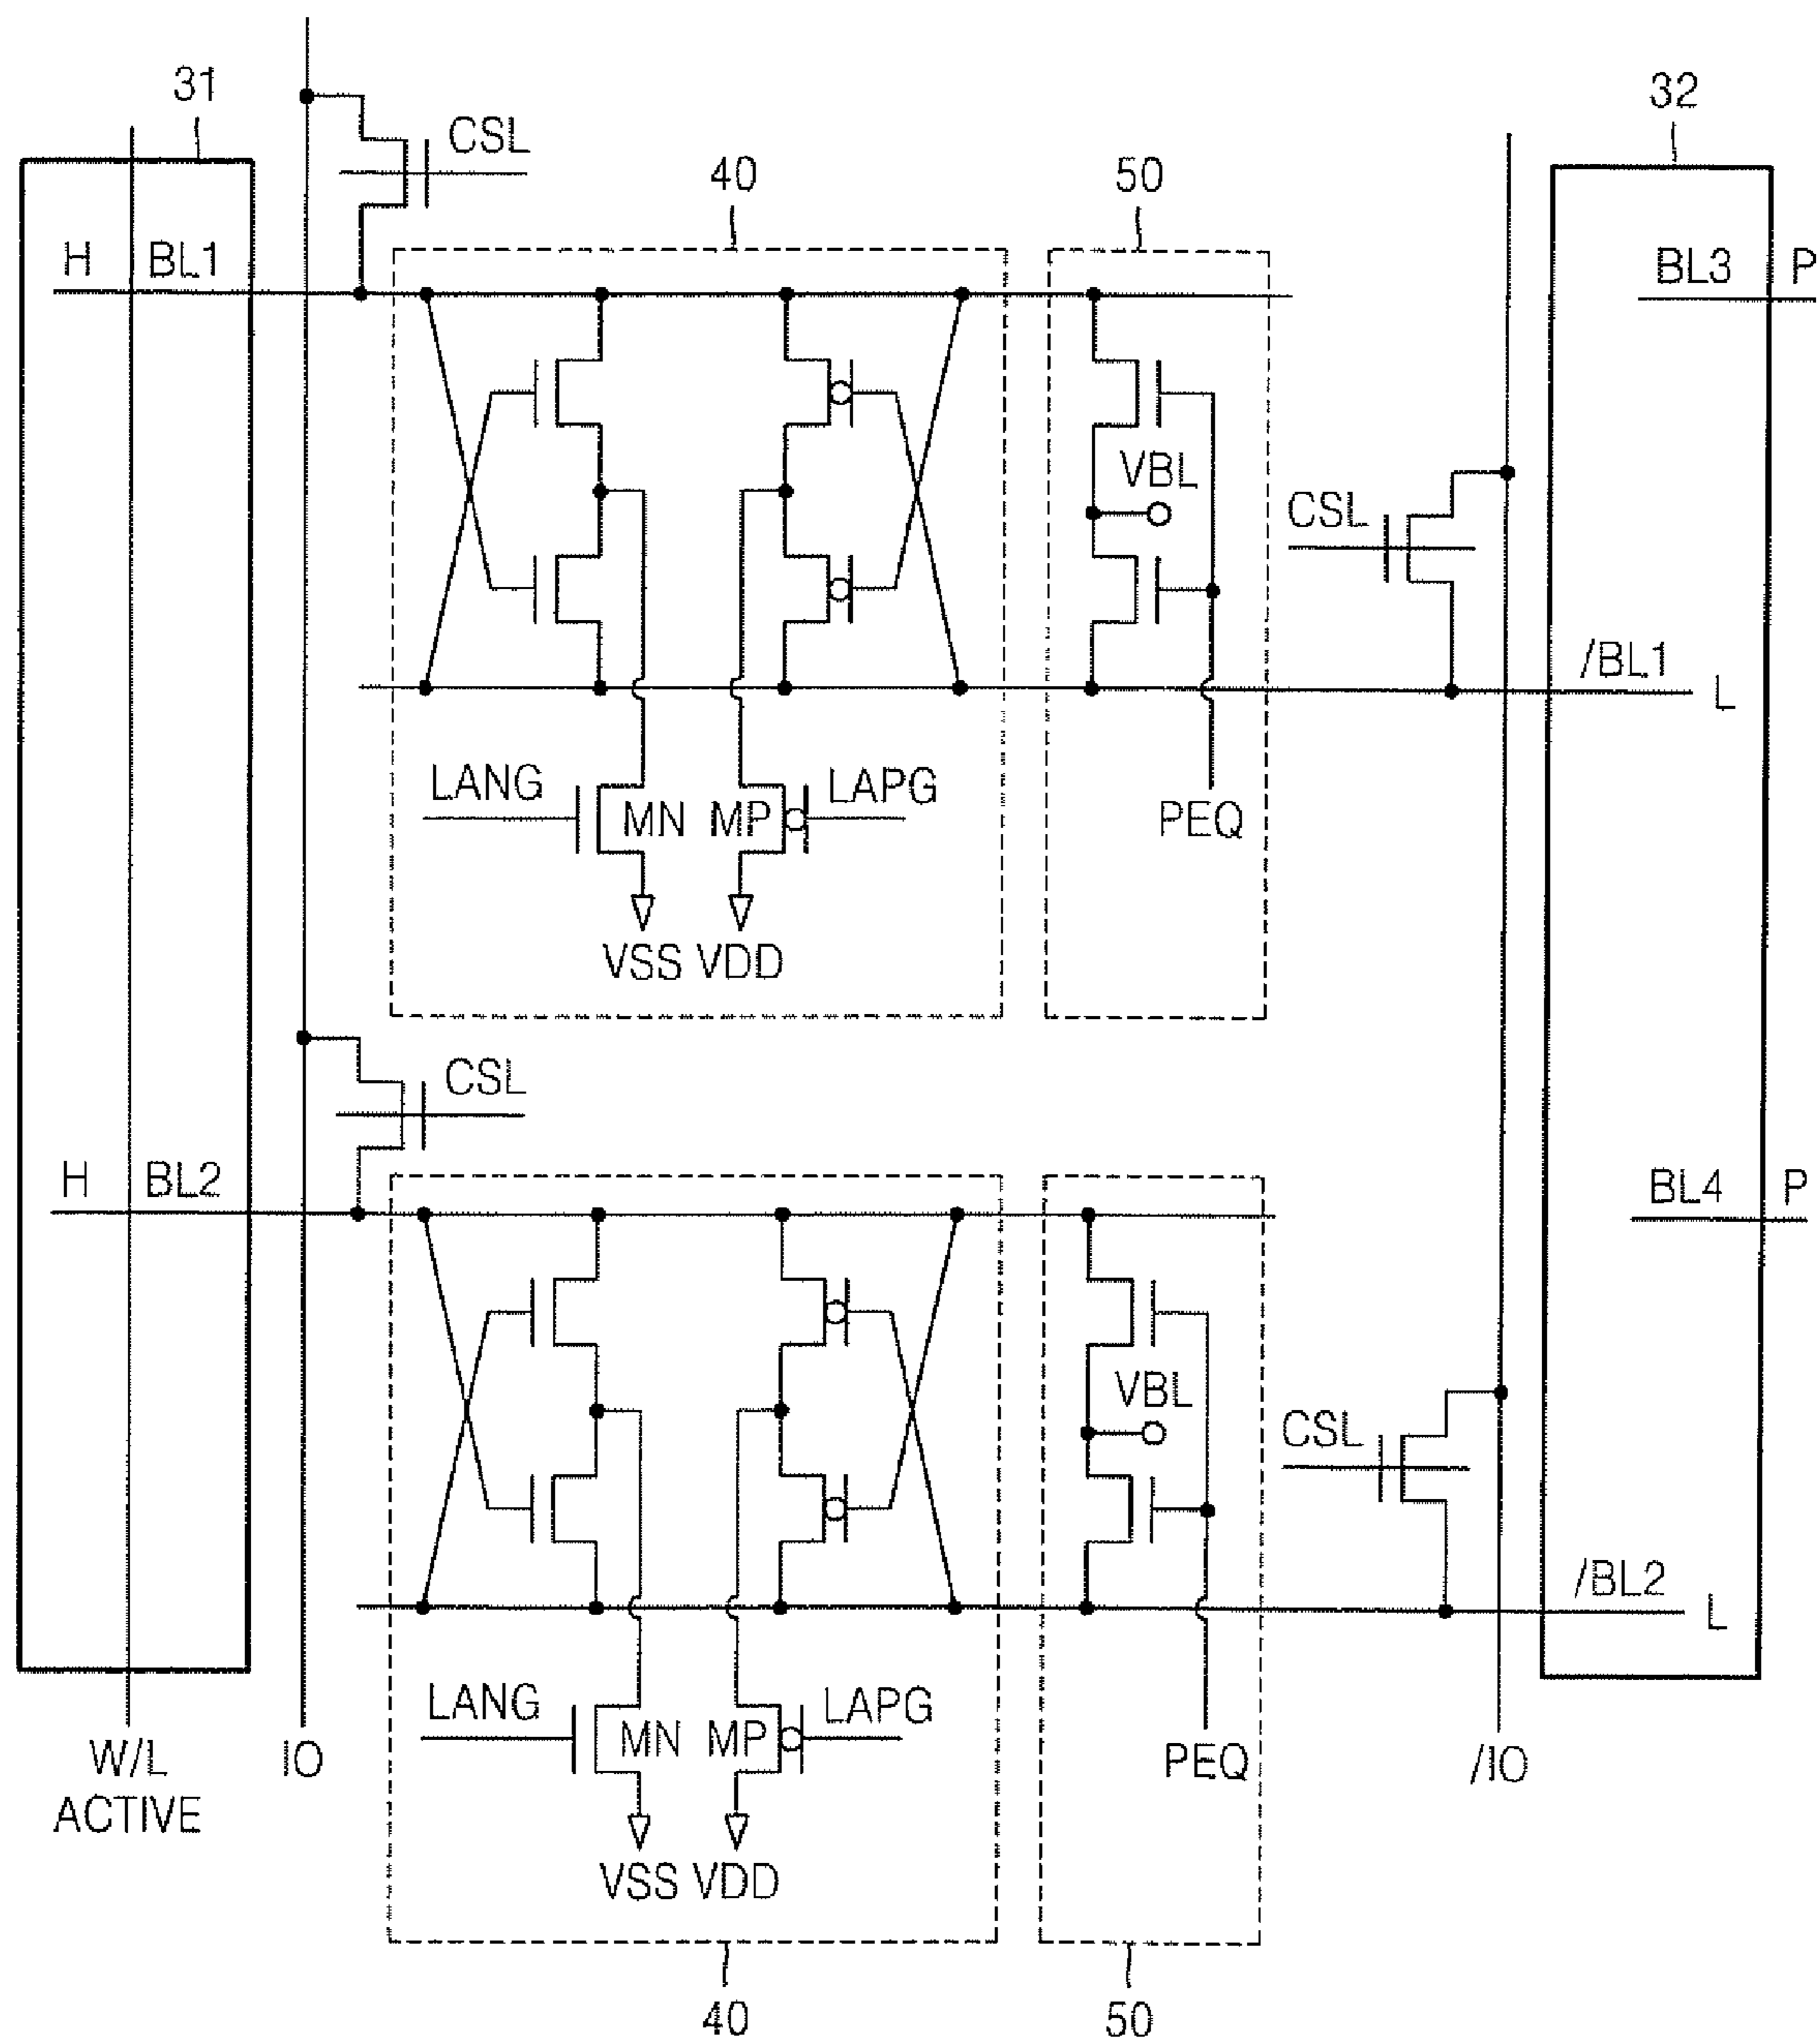 31
32
CSL
40
50
H
BL1
BL3
P
VBL
CSL
/BL1
L
LANG
MN
MP
LAPG
PEQ
VSS
VDD
CSL
H
BL2
BL4
P
VBL
CSL
/BL2
L
LANG
MN
MP
LAPG
W/L
ACTIVE
IO
PEQ
/IO
VSS
VDD
40
50